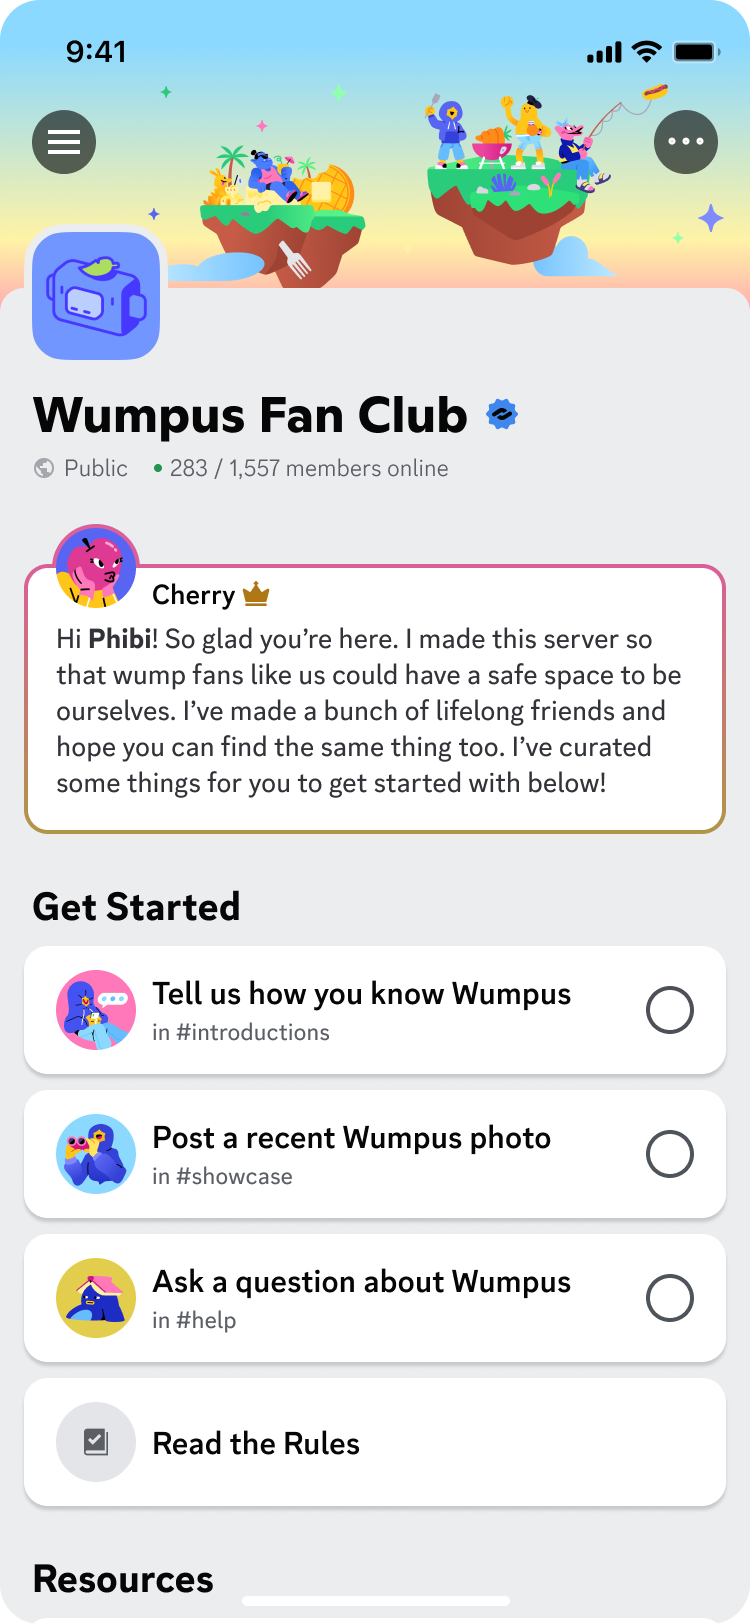 9:41
Wumpus Fan Club
Public • 283 / 1,557 members online
Cherry
Hi Phibi! So glad you’re here. I made this server so
that wump fans like us could have a safe space to be
ourselves. I’ve made a bunch of lifelong friends and
hope you can find the same thing too. I’ve curated
some things for you to get started with below!
Get Started
Tell us how you know Wumpus
in #introductions
Post a recent Wumpus photo
in #showcase
Ask a question about Wumpus
in #help
Read the Rules
Resources